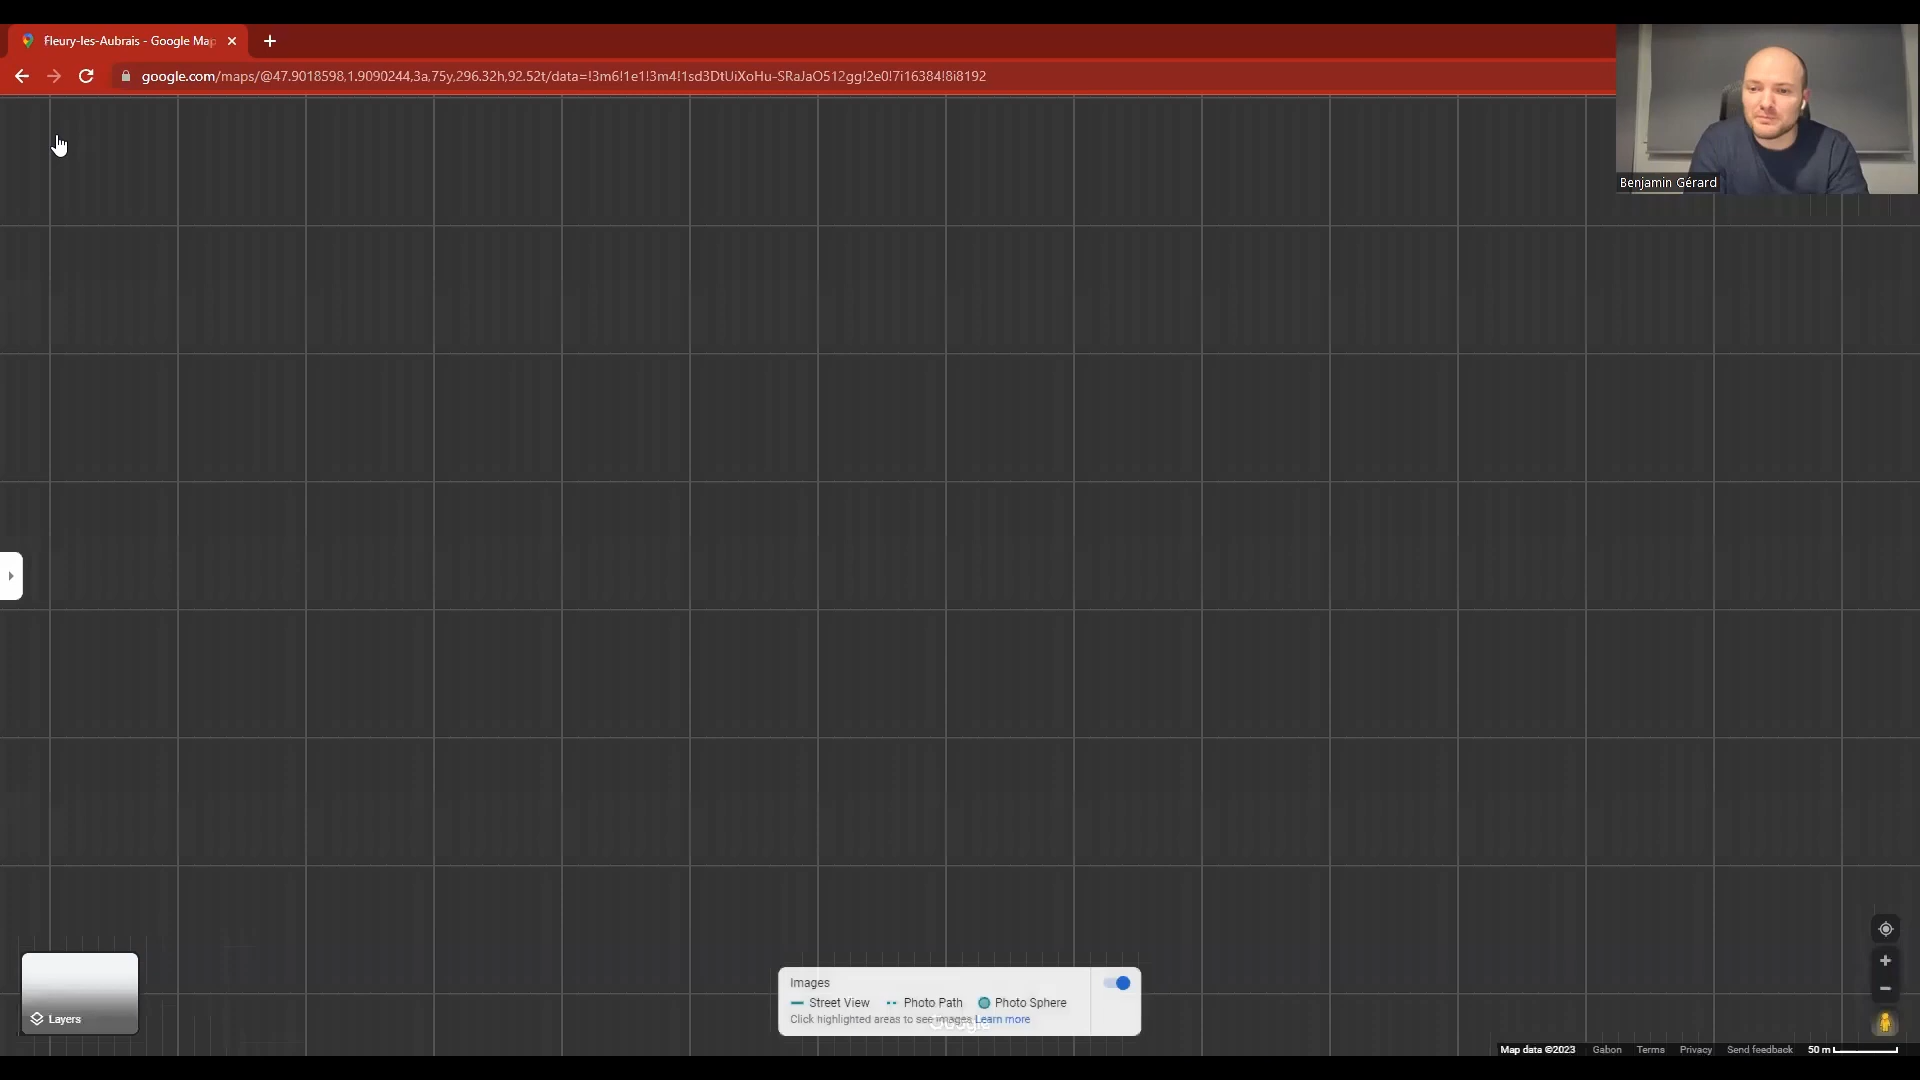 Fleury-les-Aubrais - Google Map
google.com/maps/@47.9018598,1.9090244,3a,75y,296.32h,92.52t/data=!3m6!1e1!3m4!1sd3DtUiXoHu-SRaJaO512gg!2e0!7i16384!8i8192
Benjamin Gérard
Images
Street View Photo Path Photo Sphere
Click highlighted areas to see images Learn more
Google
Layers
Map data ©2023 Gabon Terms Privacy Send feedback 50 m